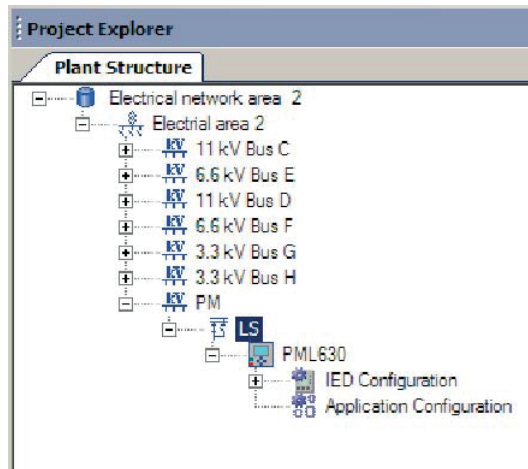 Project Explorer
Plant Structure
Electrical network area 2
Electrial area 2
11 kV Bus C
6.6 kV Bus E
11 kV Bus D
6.6 kV Bus F
3.3 kV Bus G
3.3 kV Bus H
PM
LS
PML630
IED Configuration
Application Configuration